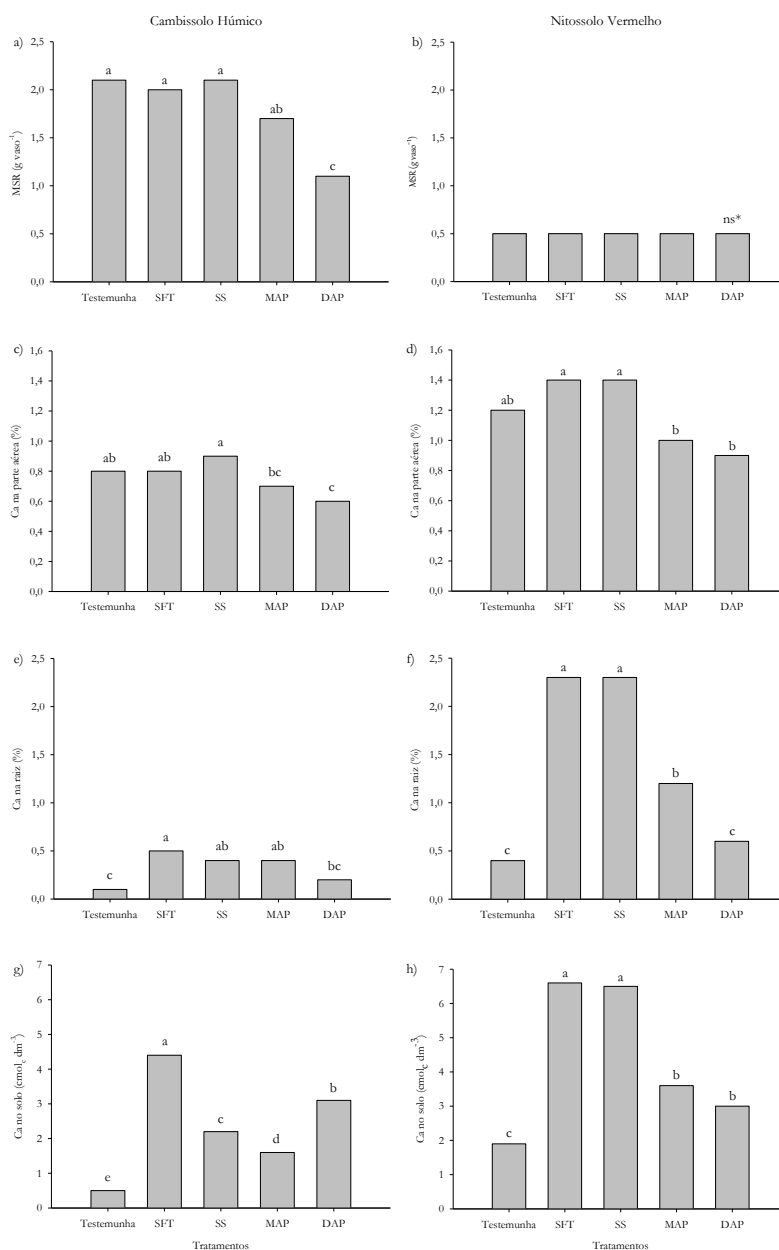 Cambissolo Húmico
Nitossolo Vermelho
a)
MSR (g vaso⁻¹)
2,5
2,0
1,5
1,0
0,5
0,0
a
a
a
ab
c
Testemunha SFT SS MAP DAP
b)
MSR (g vaso⁻¹)
2,5
2,0
1,5
1,0
0,5
0,0
ns*
Testemunha SFT SS MAP DAP
c)
Ca na parte aérea (%)
1,6
1,4
1,2
1,0
0,8
0,6
0,4
0,2
0,0
ab
ab
a
bc
c
Testemunha SFT SS MAP DAP
d)
Ca na parte aérea (%)
1,6
1,4
1,2
1,0
0,8
0,6
0,4
0,2
0,0
ab
a
a
b
b
Testemunha SFT SS MAP DAP
e)
Ca na raiz (%)
2,5
2,0
1,5
1,0
0,5
0,0
c
a
ab
ab
bc
Testemunha SFT SS MAP DAP
f)
Ca na raiz (%)
2,5
2,0
1,5
1,0
0,5
0,0
c
a
a
b
c
Testemunha SFT SS MAP DAP
g)
Ca no solo (cmol_c dm⁻³)
7
6
5
4
3
2
1
0
e
a
c
d
b
Testemunha SFT SS MAP DAP
Tratamentos
h)
Ca no solo (cmol_c dm⁻³)
7
6
5
4
3
2
1
0
c
a
a
b
b
Testemunha SFT SS MAP DAP
Tratamentos